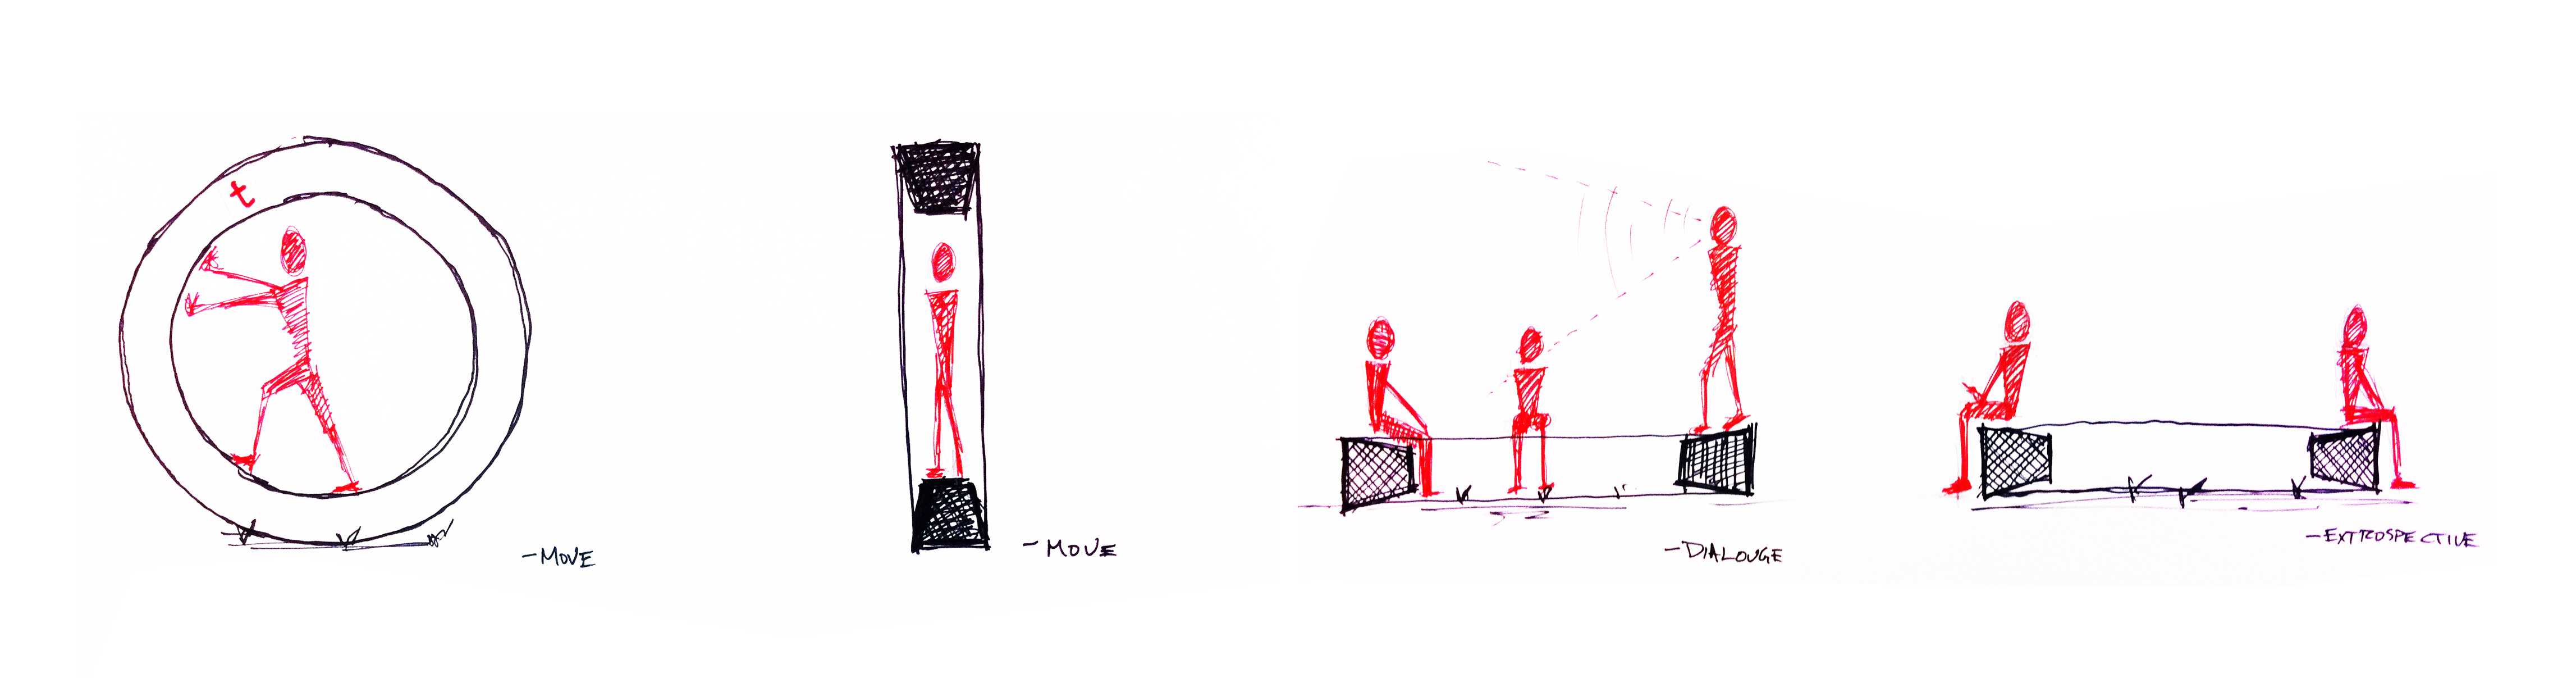 t
- MOVE
- MOVE
- DIALOUGE
- EXTROSPECTIVE